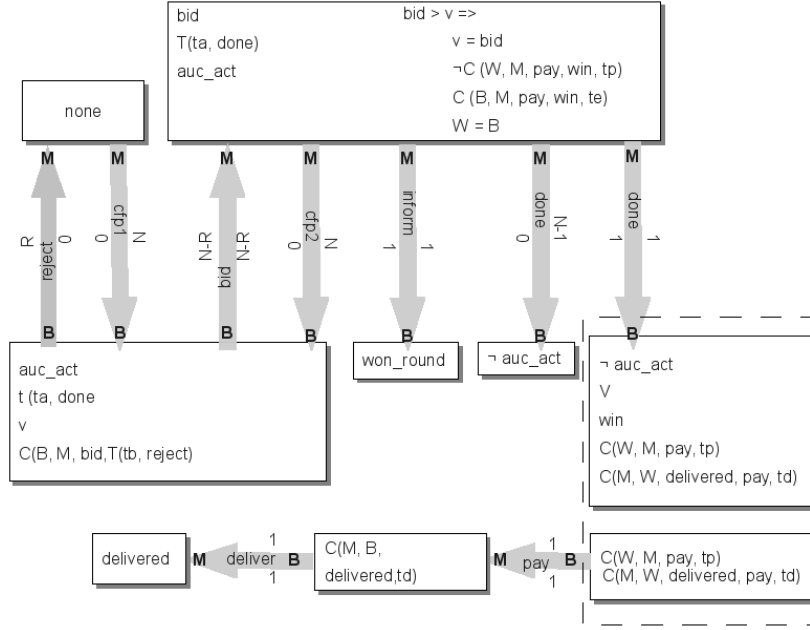 bid
bid > v =>
T(ta, done)
v = bid
auc_act
¬C (W, M, pay, win, tp)
C (B, M, pay, win, te)
W = B
none
M
M
M
M
M
M
M
reject
R
0
cfp1
0
N
bid
N-R
N-R
cfp2
0
N
inform
1
1
done
0
N-1
done
1
1
B
B
B
B
B
B
B
auc_act
t (ta, done
v
C(B, M, bid,T(tb, reject)
won_round
¬ auc_act
¬ auc_act
V
win
C(W, M, pay, tp)
C(M, W, delivered, pay, td)
delivered
M
deliver
1
1
B
C(M, B,
delivered,td)
M
pay
1
1
B
C(W, M, pay, tp)
C(M, W, delivered, pay, td)